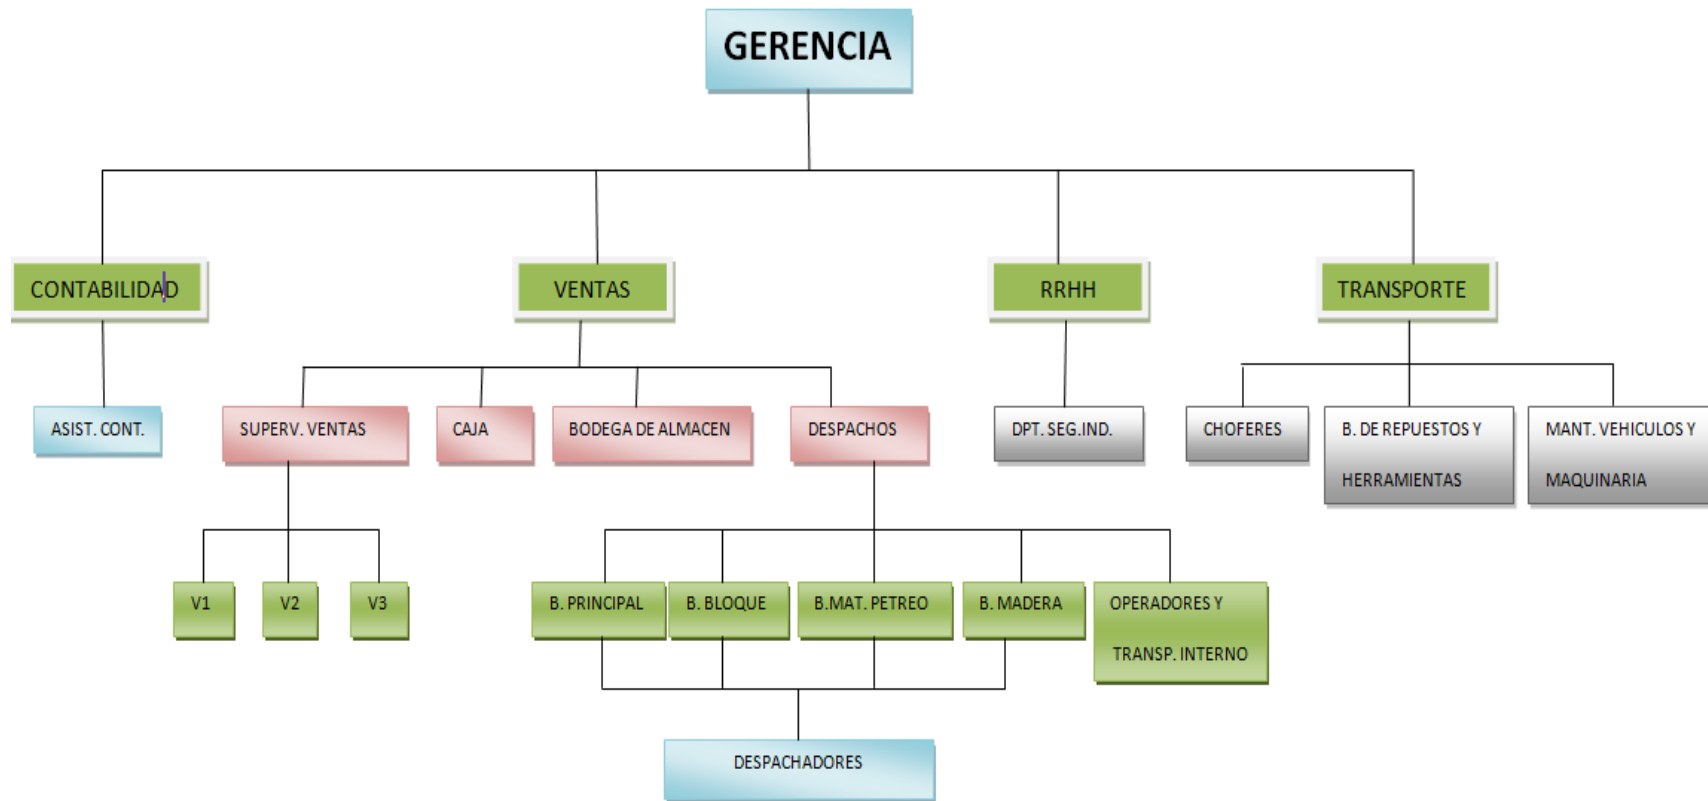 GERENCIA
CONTABILIDAD
VENTAS
RRHH
TRANSPORTE
ASIST. CONT.
SUPERV. VENTAS
CAJA
BODEGA DE ALMACEN
DESPACHOS
DPT. SEG.IND.
CHOFERES
B. DE REPUESTOS Y
HERRAMIENTAS
MANT. VEHICULOS Y
MAQUINARIA
V1
V2
V3
B. PRINCIPAL
B. BLOQUE
B.MAT. PETREO
B. MADERA
OPERADORES Y
TRANSP. INTERNO
DESPACHADORES